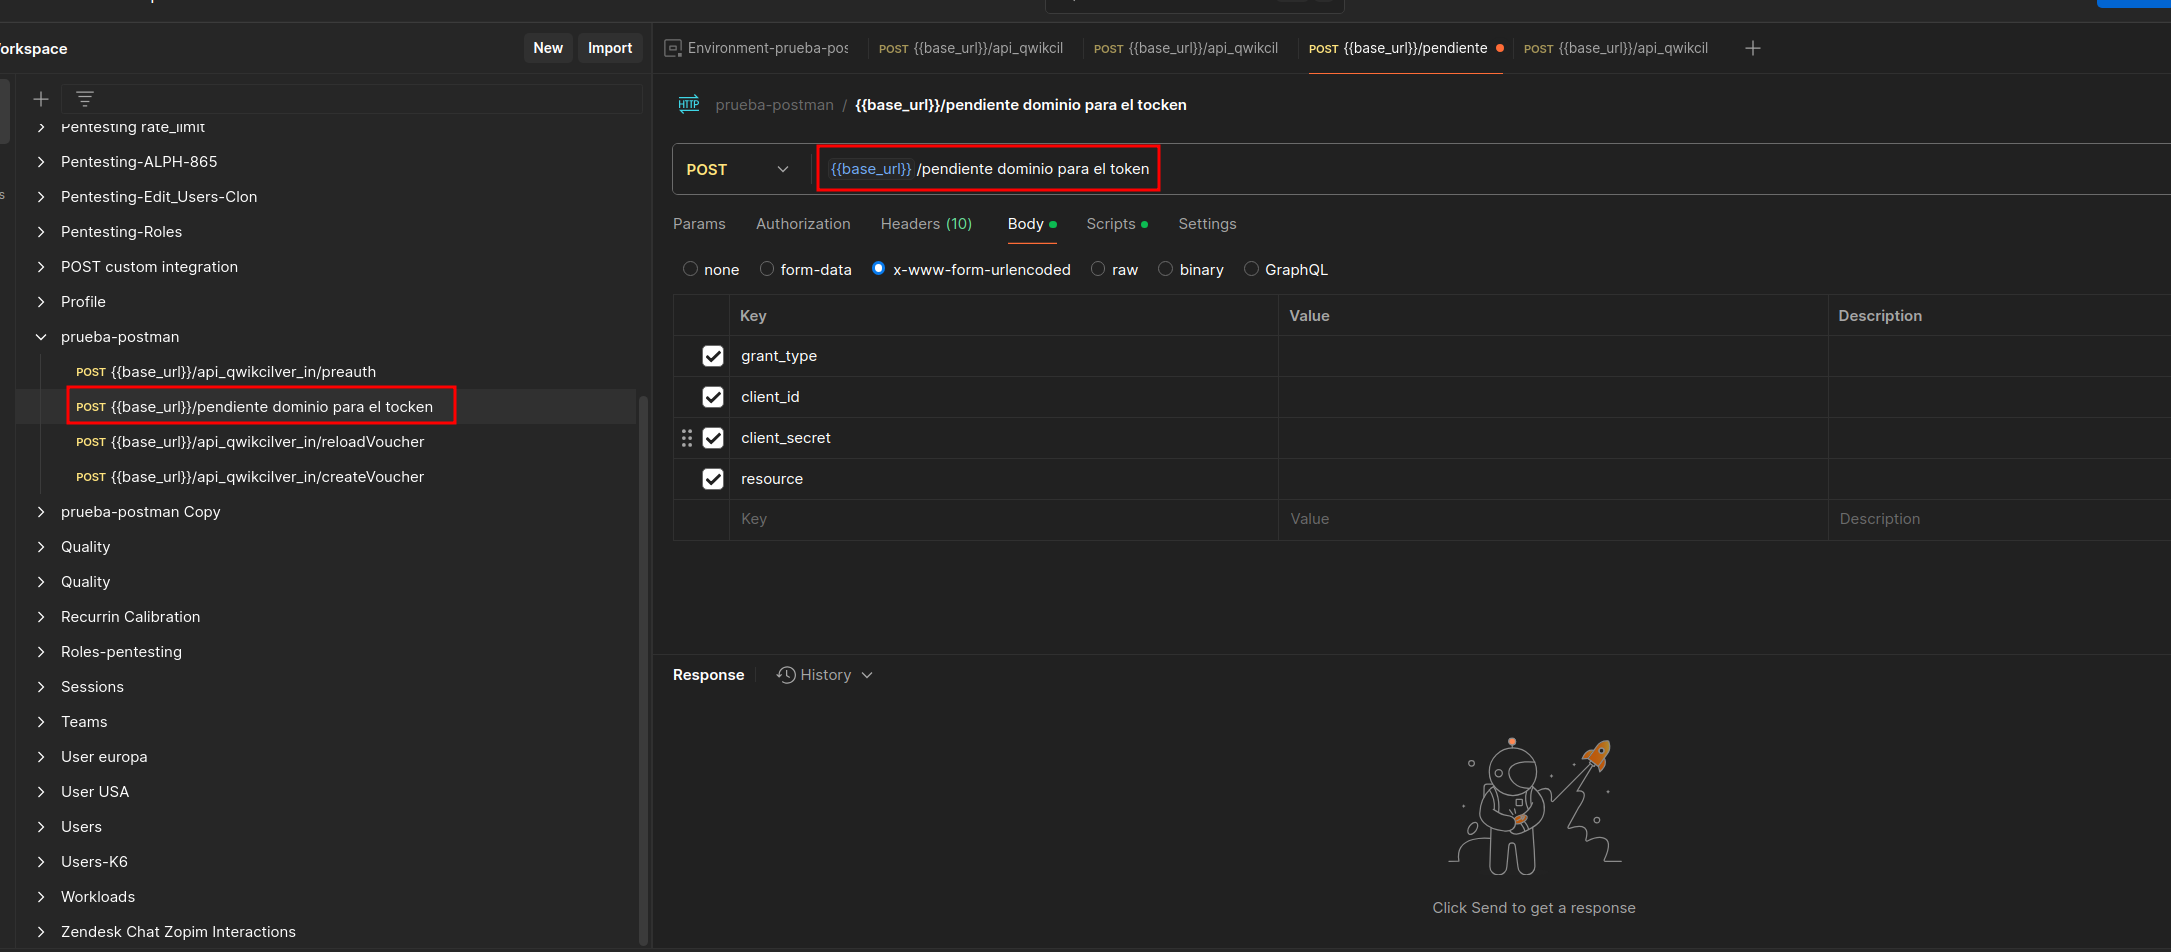 orkspace
New
Import
Environment-prueba-pos
POST {{base_url}}/api_qwikcil
POST {{base_url}}/api_qwikcil
POST {{base_url}}/pendiente
POST {{base_url}}/api_qwikcil
Pentesting rate_limit
Pentesting-ALPH-865
Pentesting-Edit_Users-Clon
Pentesting-Roles
POST custom integration
Profile
prueba-postman
POST {{base_url}}/api_qwikcilver_in/preauth
POST {{base_url}}/pendiente dominio para el tocken
POST {{base_url}}/api_qwikcilver_in/reloadVoucher
POST {{base_url}}/api_qwikcilver_in/createVoucher
prueba-postman Copy
Quality
Quality
Recurrin Calibration
Roles-pentesting
Sessions
Teams
User europa
User USA
Users
Users-K6
Workloads
Zendesk Chat Zopim Interactions
s
HTTP prueba-postman / {{base_url}}/pendiente dominio para el tocken
POST {{base_url}} /pendiente dominio para el token
Params Authorization Headers (10) Body Scripts Settings
none form-data x-www-form-urlencoded raw binary GraphQL
Key Value Description
grant_type
client_id
client_secret
resource
Key Value Description
Response History
Click Send to get a response